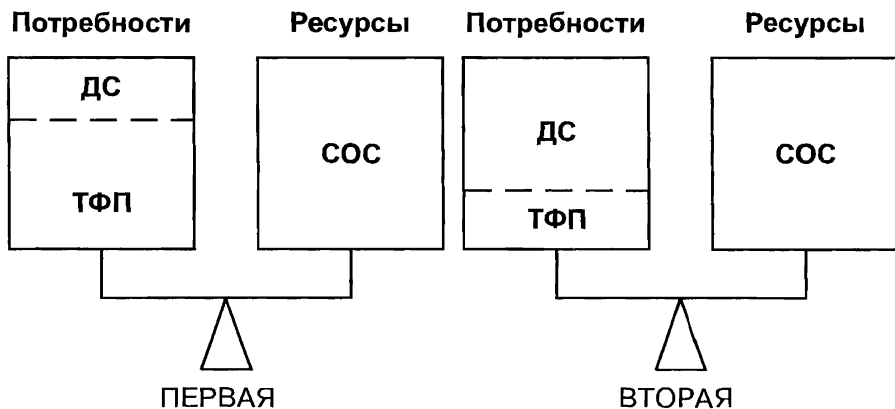 Потребности Ресурсы Потребности Ресурсы
ДС
СОС
ТФП
ДС
ТФП
СОС
ПЕРВАЯ ВТОРАЯ